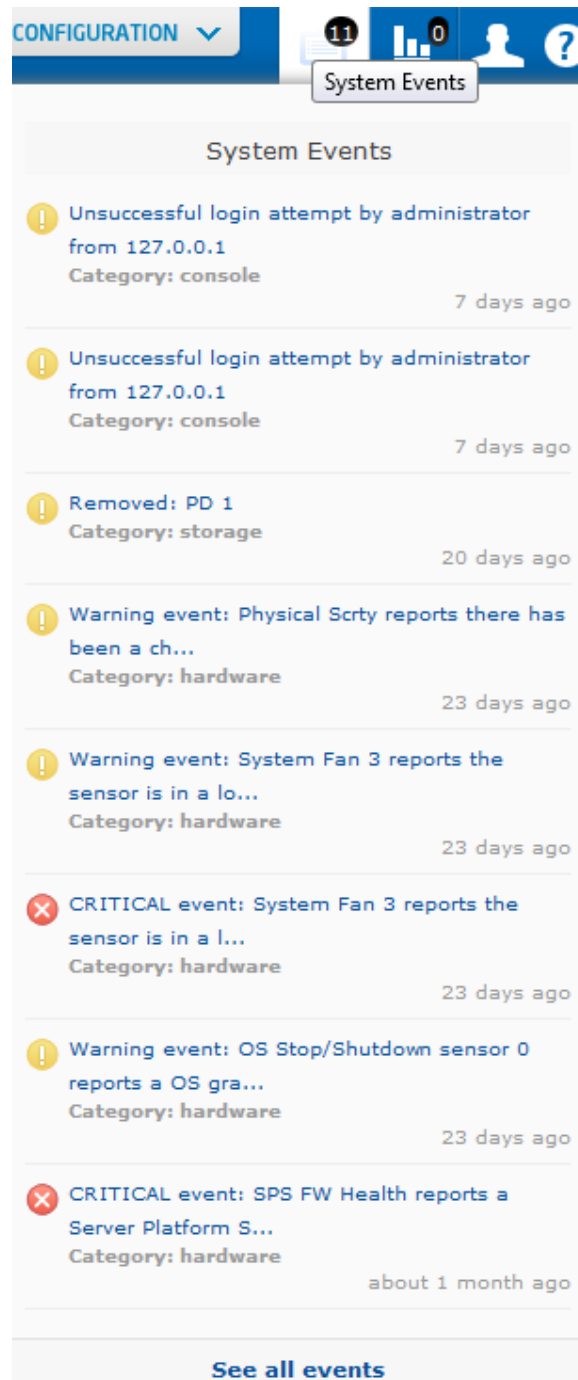 CONFIGURATION
11
0
?
System Events
System Events
Unsuccessful login attempt by administrator
from 127.0.0.1
Category: console
7 days ago
Unsuccessful login attempt by administrator
from 127.0.0.1
Category: console
7 days ago
Removed: PD 1
Category: storage
20 days ago
Warning event: Physical Scrty reports there has
been a ch...
Category: hardware
23 days ago
Warning event: System Fan 3 reports the
sensor is in a lo...
Category: hardware
23 days ago
CRITICAL event: System Fan 3 reports the
sensor is in a l...
Category: hardware
23 days ago
Warning event: OS Stop/Shutdown sensor 0
reports a OS gra...
Category: hardware
23 days ago
CRITICAL event: SPS FW Health reports a
Server Platform S...
Category: hardware
about 1 month ago
See all events